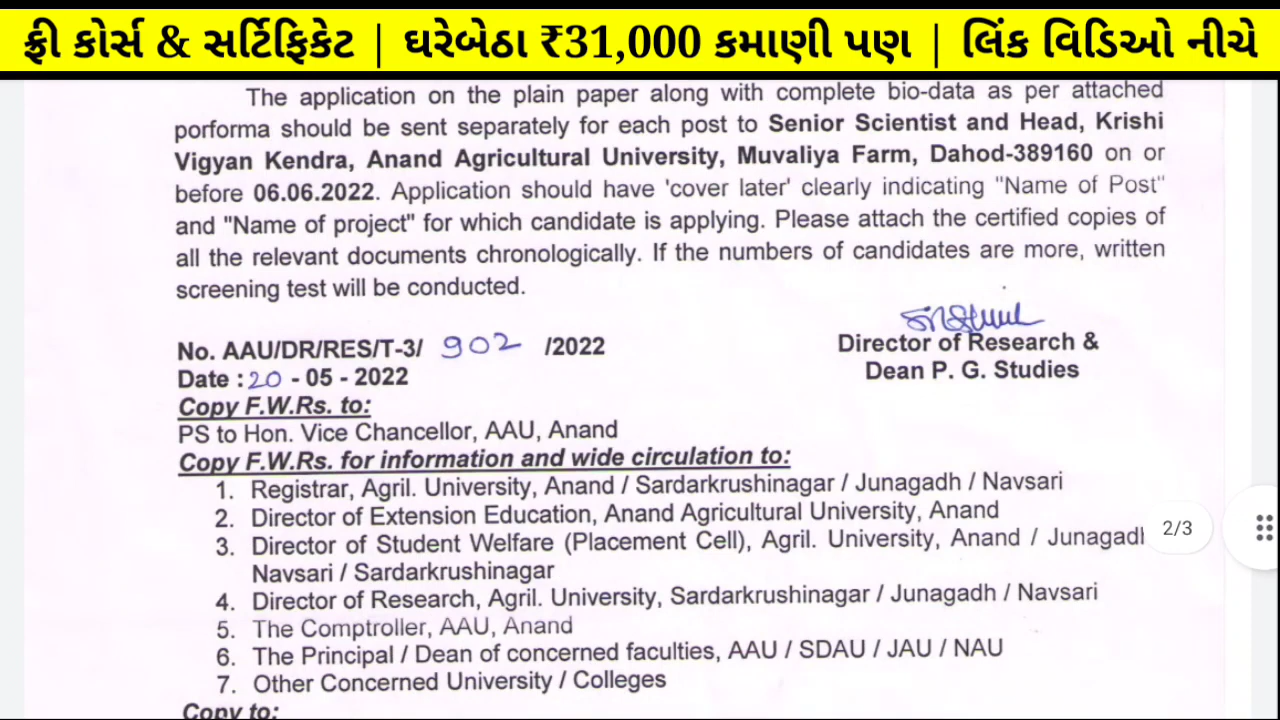 ફ્રી કોર્સ & સર્ટિફિકેટ | ઘરેબેઠા ₹31,000 કમાણી પણ | લિંક વિડિઓ નીચે
The application on the plain paper along with complete bio-data as per attached
porforma should be sent separately for each post to Senior Scientist and Head, Krishi
Vigyan Kendra, Anand Agricultural University, Muvaliya Farm, Dahod-389160 on or
before 06.06.2022. Application should have 'cover later' clearly indicating "Name of Post"
and "Name of project" for which candidate is applying. Please attach the certified copies of
all the relevant documents chronologically. If the numbers of candidates are more, written
screening test will be conducted.
No. AAU/DR/RES/T-3/ 902 /2022
Date : 20 - 05 - 2022
Director of Research &
Dean P. G. Studies
Copy F.W.Rs. to:
PS to Hon. Vice Chancellor, AAU, Anand
Copy F.W.Rs. for information and wide circulation to:
1. Registrar, Agril. University, Anand / Sardarkrushinagar / Junagadh / Navsari
2. Director of Extension Education, Anand Agricultural University, Anand
3. Director of Student Welfare (Placement Cell), Agril. University, Anand / Junagadh
Navsari / Sardarkrushinagar
4. Director of Research, Agril. University, Sardarkrushinagar / Junagadh / Navsari
5. The Comptroller, AAU, Anand
6. The Principal / Dean of concerned faculties, AAU / SDAU / JAU / NAU
7. Other Concerned University / Colleges
Copy to:
2/3